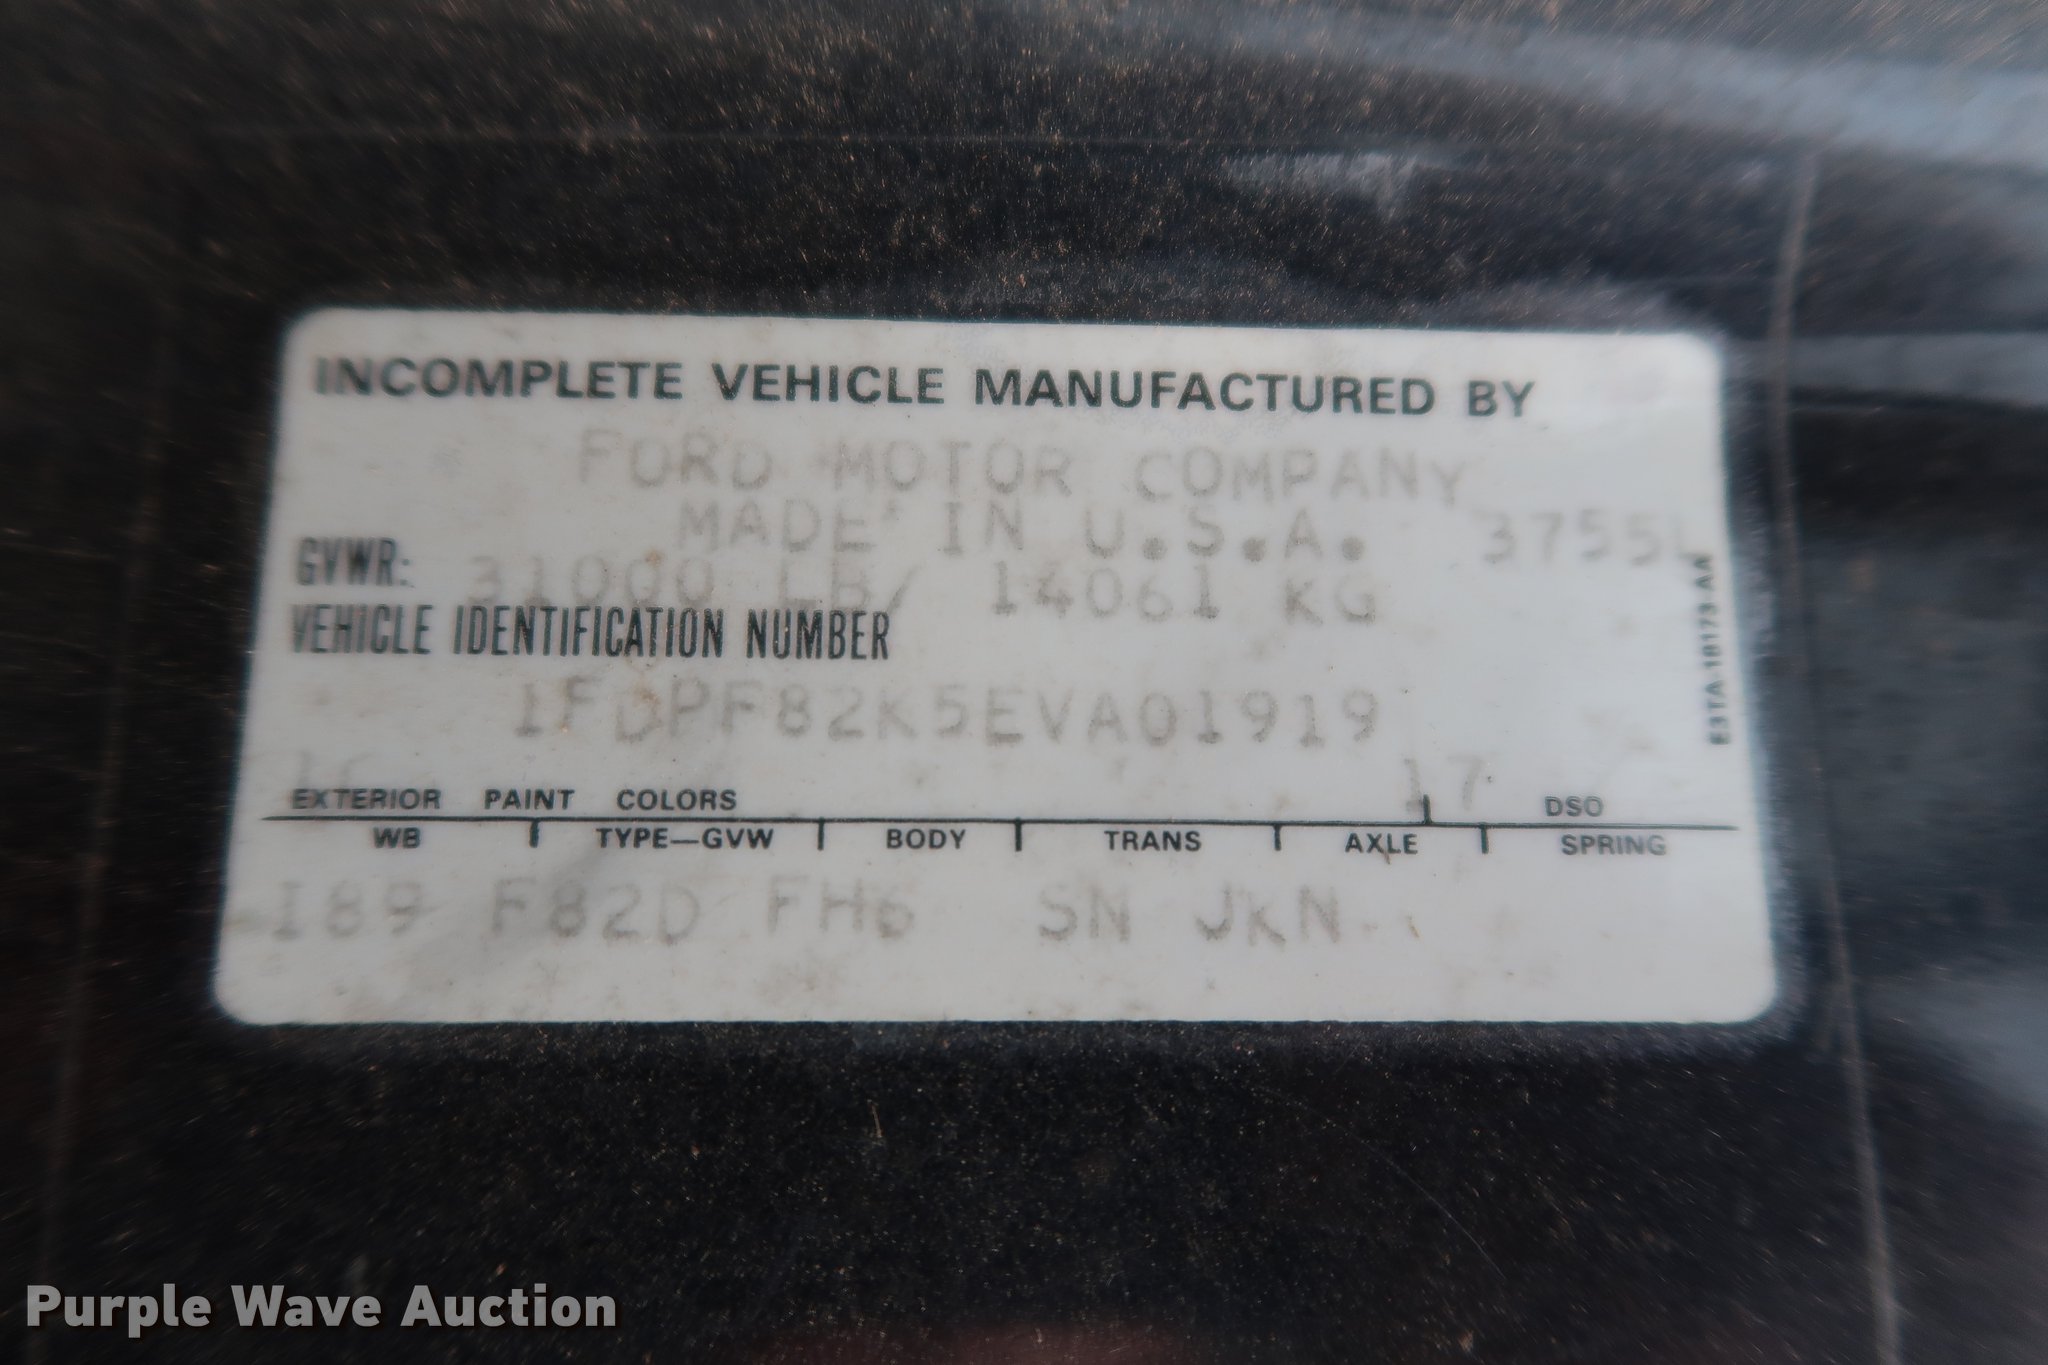 INCOMPLETE VEHICLE MANUFACTURED BY
FORD MOTOR COMPANY
MADE IN U.S.A. 3755L
GVWR: 31000 LB/ 14061 KG
VEHICLE IDENTIFICATION NUMBER
1FDPF82K5EVA01919
E3TA-10173-AA
17
EXTERIOR PAINT COLORS DSO
WB TYPE—GVW BODY TRANS AXLE SPRING
189 F82D FH6 SN JKN
Purple Wave Auction